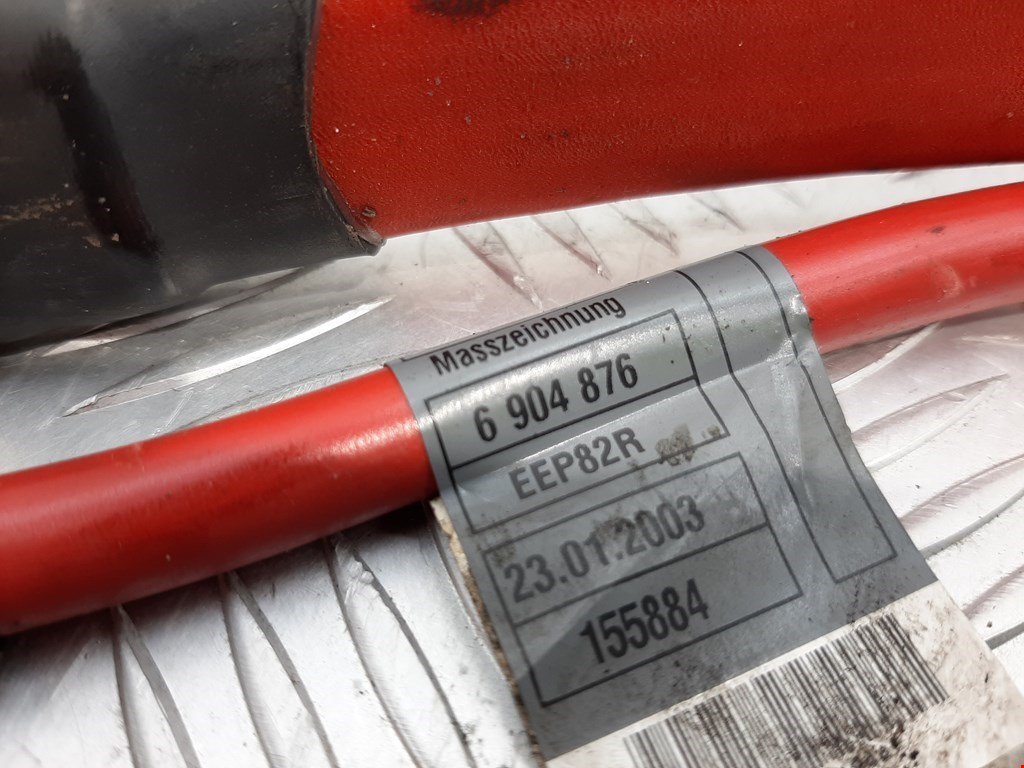 Masszeichnung
6 904 876
EEP82R
23.01.2003
155884